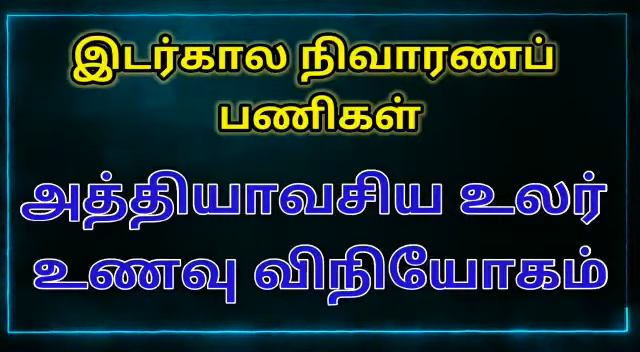 இடர்கால நிவாரணப்
பணிகள்
அத்தியாவசிய உலர்
உணவு விநியோகம்